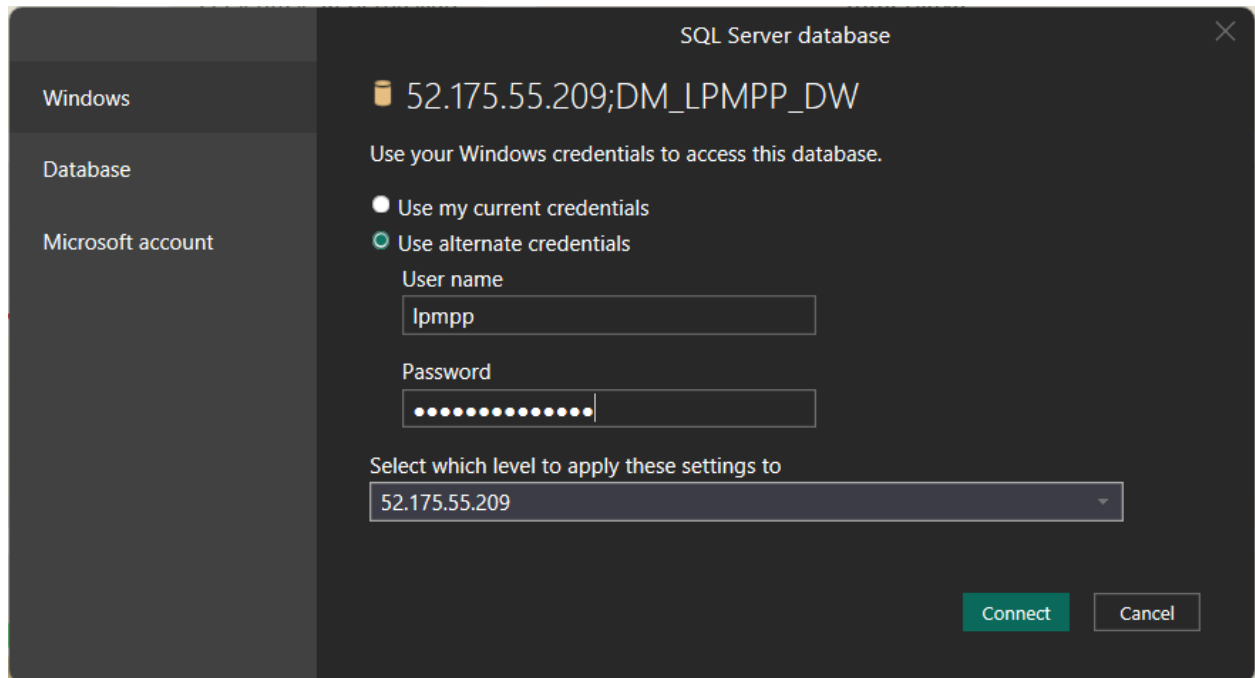 SQL Server database
Windows
Database
Microsoft account
52.175.55.209;DM_LPMPP_DW
Use your Windows credentials to access this database.
Use my current credentials
Use alternate credentials
User name
lpmpp
Password
Select which level to apply these settings to
52.175.55.209
Connect
Cancel